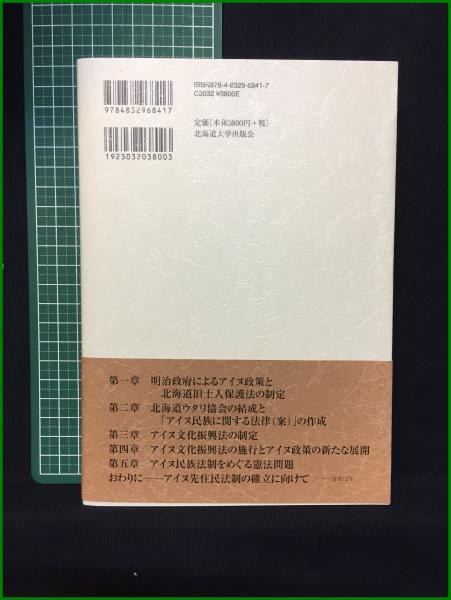 ISBN978-4-8329-6841-7
C3032 ¥3800E
9784832968417
定価[本体3800円+税]
北海道大学出版会
1923032038003
第一章 明治政府によるアイヌ政策と
北海道旧土人保護法の制定
第二章 北海道ウタリ協会の結成と
「アイヌ民族に関する法律(案)」の作成
第三章 アイヌ文化振興法の制定
第四章 アイヌ文化振興法の施行とアイヌ政策の新たな展開
第五章 アイヌ民族法制をめぐる憲法問題
おわりに——アイヌ先住民法制の確立に向けて